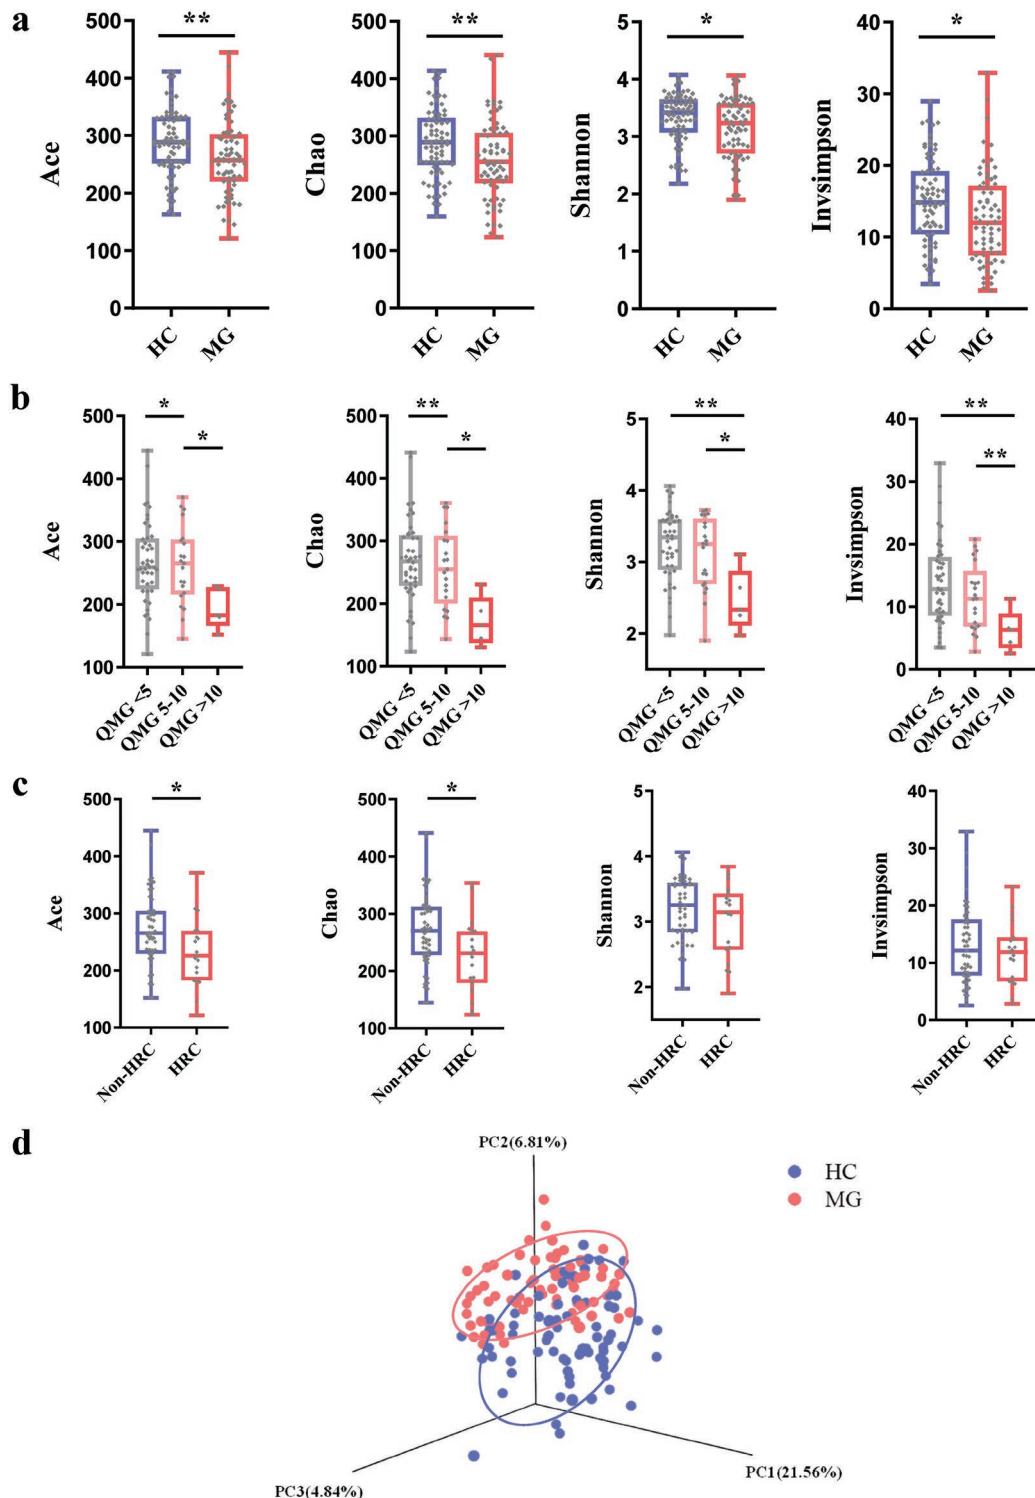 a
**
**
*
*
500
400
300
200
100
0
Ace
HC
MG
500
400
300
200
100
0
Chao
HC
MG
5
4
3
2
1
0
Shannon
HC
MG
40
30
20
10
0
Invsimpson
HC
MG
b
*
*
**
*
**
*
**
**
500
400
300
200
100
Ace
QMG <5
QMG 5-10
QMG >10
500
400
300
200
100
Chao
QMG <5
QMG 5-10
QMG >10
5
4
3
2
Shannon
QMG <5
QMG 5-10
QMG >10
40
30
20
10
0
Invsimpson
QMG <5
QMG 5-10
QMG >10
c
*
*
500
400
300
200
100
Ace
Non-HRC
HRC
500
400
300
200
100
Chao
Non-HRC
HRC
5
4
3
2
Shannon
Non-HRC
HRC
40
30
20
10
0
Invsimpson
Non-HRC
HRC
d
PC2(6.81%)
HC
MG
PC1(21.56%)
PC3(4.84%)